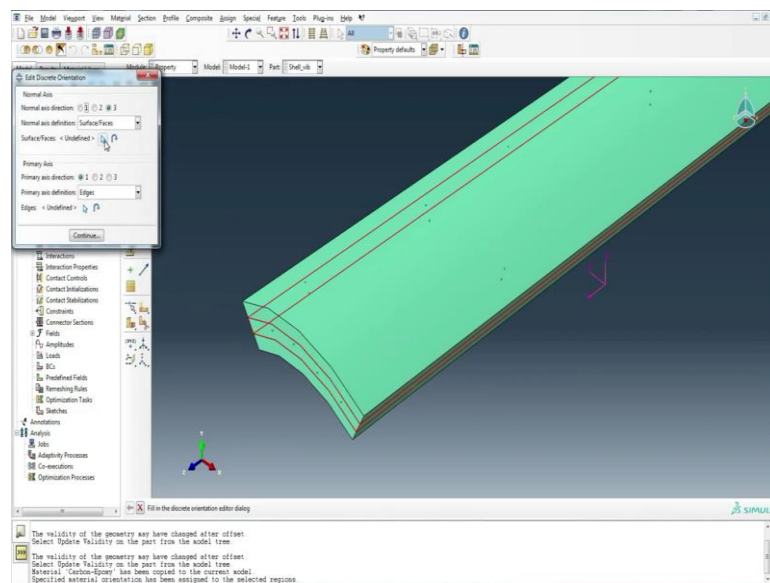 File Model Viewport View Material Section Profile Composite Assign Special Feature Tools Plug-ins Help
All
Property defaults
Module: Property Model: Model-1 Part: Shell_vib
Edit Discrete Orientation
Normal Axis
Normal axis direction: 1 2 3
Normal axis definition: Surface/Faces
Surface/Faces: < Undefined >
Primary Axis
Primary axis direction: 1 2 3
Primary axis definition: Edges
Edges: < Undefined >
Continue...
Interactions
Interaction Properties
Contact Controls
Contact Initializations
Contact Stabilizations
Constraints
Connector Sections
Fields
Amplitudes
Loads
BCs
Predefined Fields
Remeshing Rules
Optimization Tasks
Sketches
Annotations
Analysis
Jobs
Adaptivity Processes
Co-executions
Optimization Processes
Y
Z X
Fill in the discrete orientation editor dialog
SIMUL
The validity of the geometry may have changed after offset
Select Update Validity on the part from the model tree
The validity of the geometry may have changed after offset
Select Update Validity on the part from the model tree
Material 'Carbon-Epoxy' has been copied to the current model.
Specified material orientation has been assigned to the selected regions.